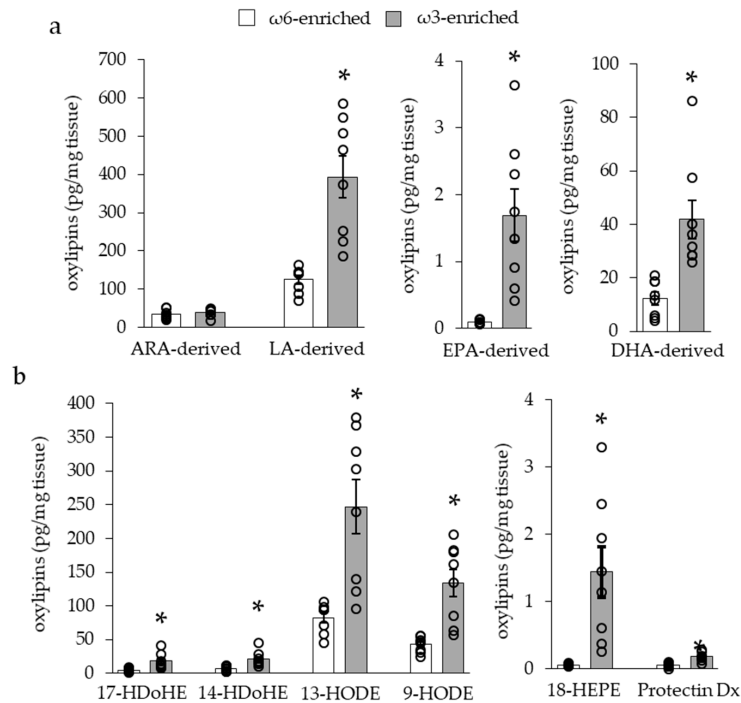 ω6-enriched ω3-enriched
a
oxylipins (pg/mg tissue)
700
600
500
400
300
200
100
0
*
ARA-derived LA-derived
oxylipins (pg/mg tissue)
4
3
2
1
0
*
EPA-derived
oxylipins (pg/mg tissue)
100
80
60
40
20
0
*
DHA-derived
b
oxylipins (pg/mg tissue)
400
350
300
250
200
150
100
50
0
* * * *
17-HDoHE 14-HDoHE 13-HODE 9-HODE
oxylipins (pg/mg tissue)
4
3
2
1
0
* *
18-HEPE Protectin Dx